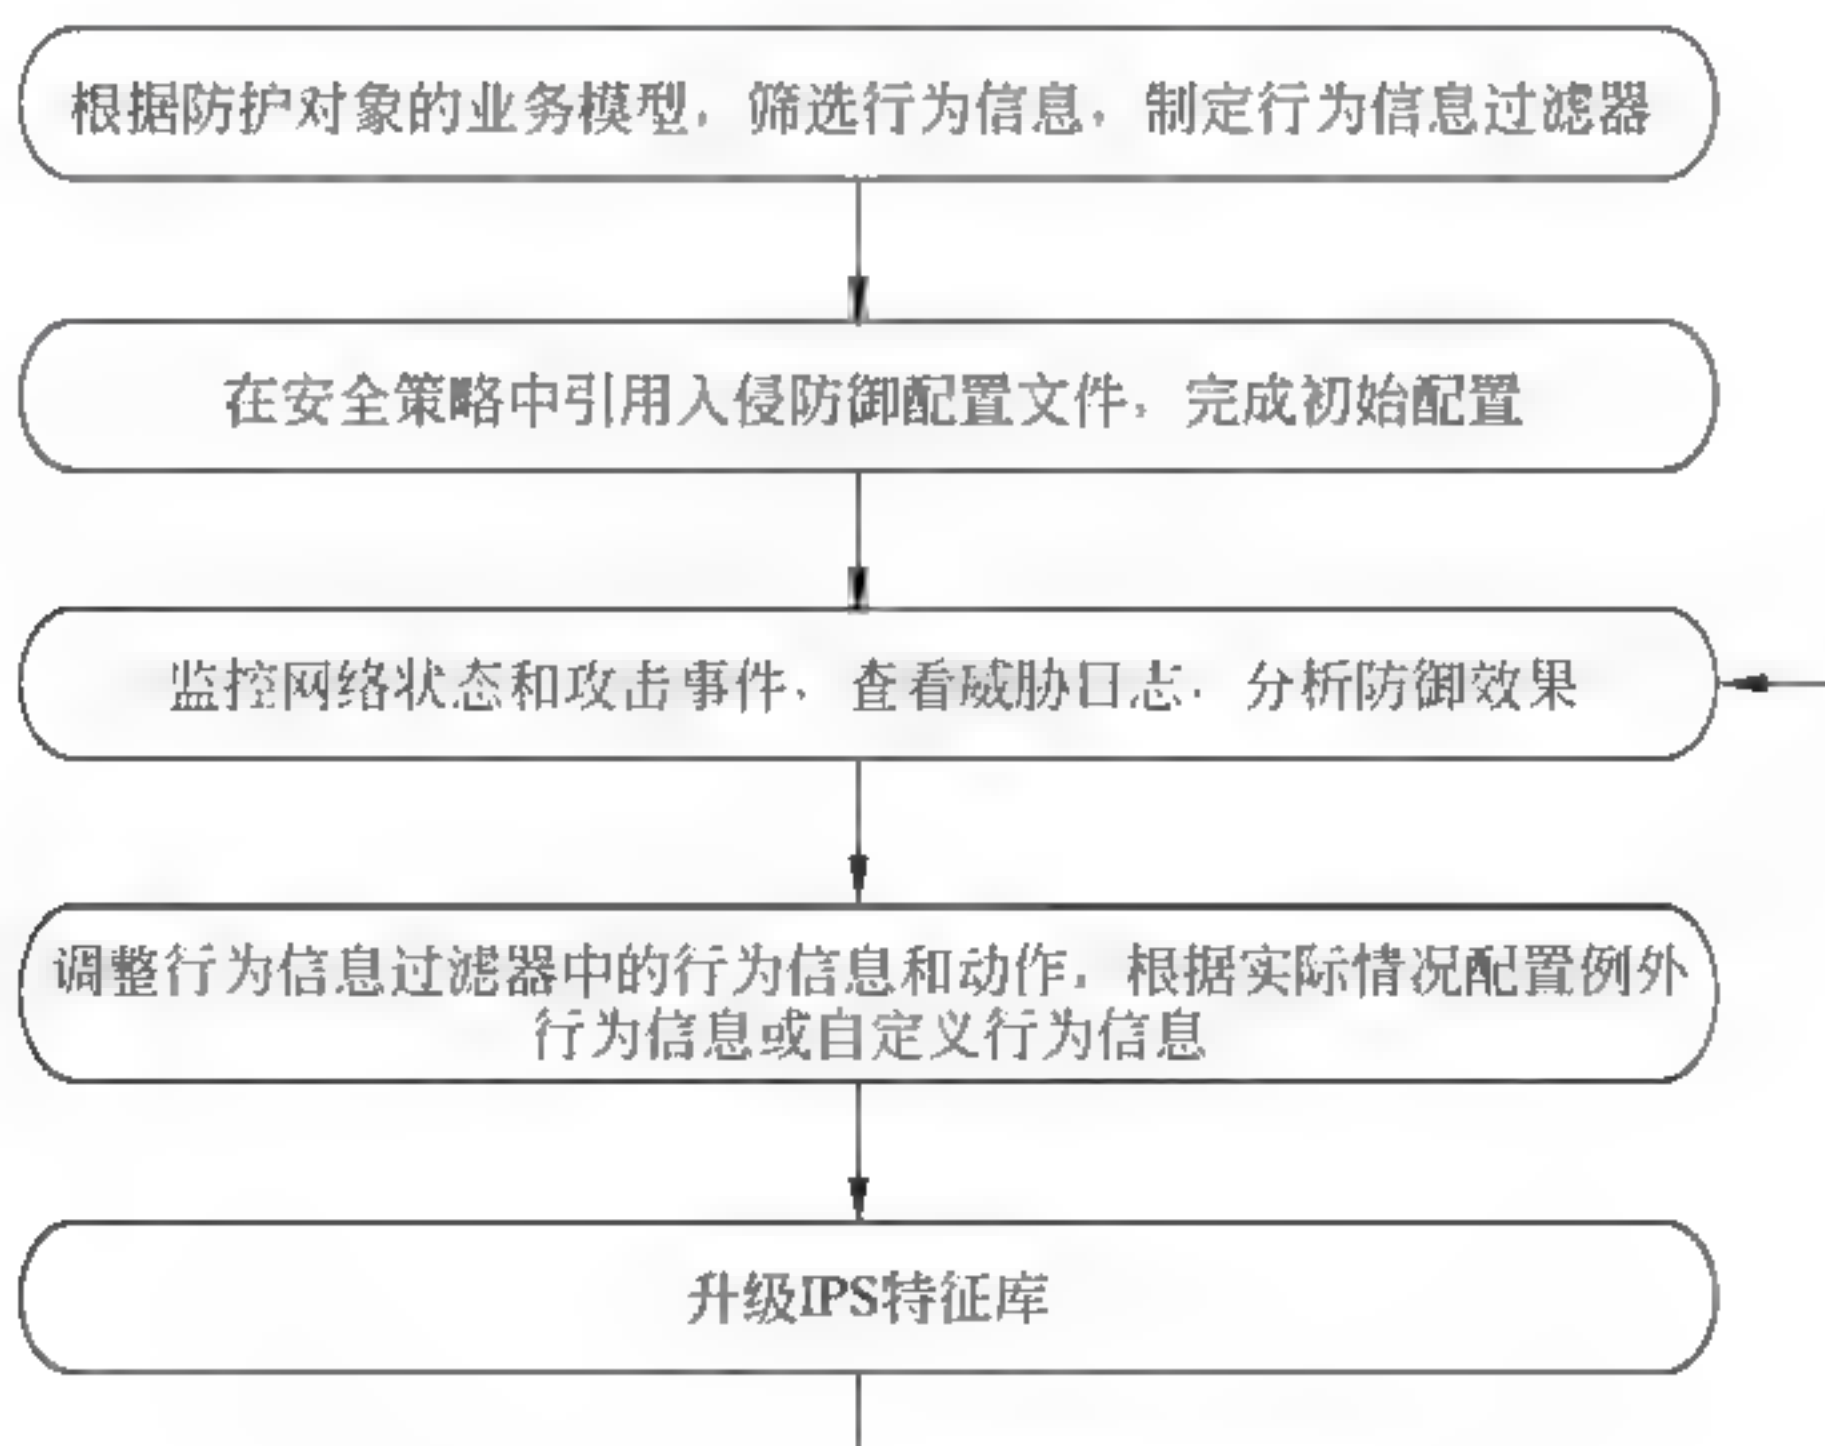 根据防护对象的业务模型，筛选行为信息，制定行为信息过滤器
在安全策略中引用入侵防御配置文件，完成初始配置
监控网络状态和攻击事件，查看威胁日志，分析防御效果
调整行为信息过滤器中的行为信息和动作，根据实际情况配置例外
行为信息或自定义行为信息
升级IPS特征库